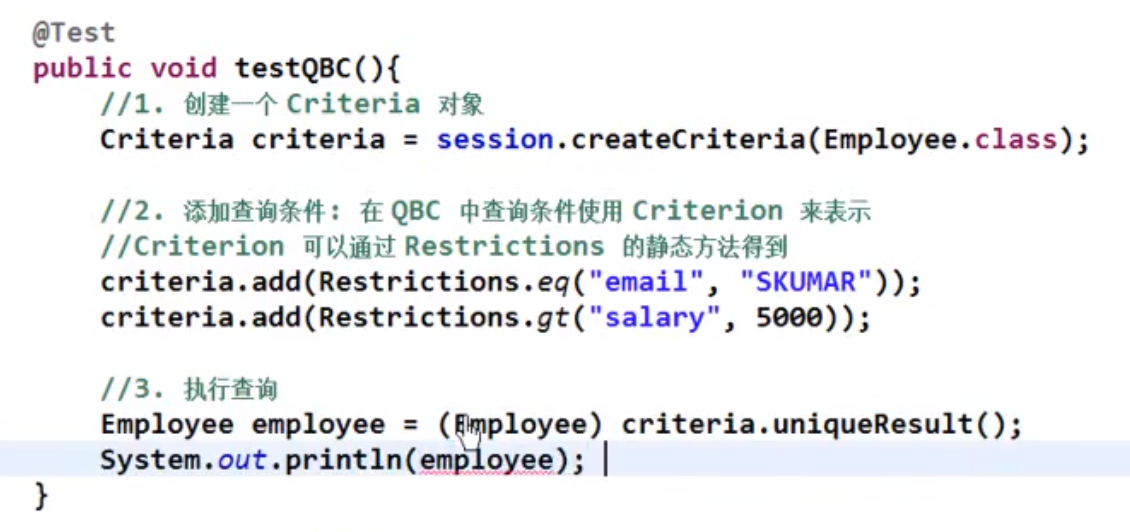 @Test
public void testQBC(){
//1. 创建一个 Criteria 对象
Criteria criteria = session.createCriteria(Employee.class);
//2. 添加查询条件: 在 QBC 中查询条件使用 Criterion 来表示
//Criterion 可以通过 Restrictions 的静态方法得到
criteria.add(Restrictions.eq("email", "SKUMAR"));
criteria.add(Restrictions.gt("salary", 5000));
//3. 执行查询
Employee employee = (Employee) criteria.uniqueResult();
System.out.println(employee);
}